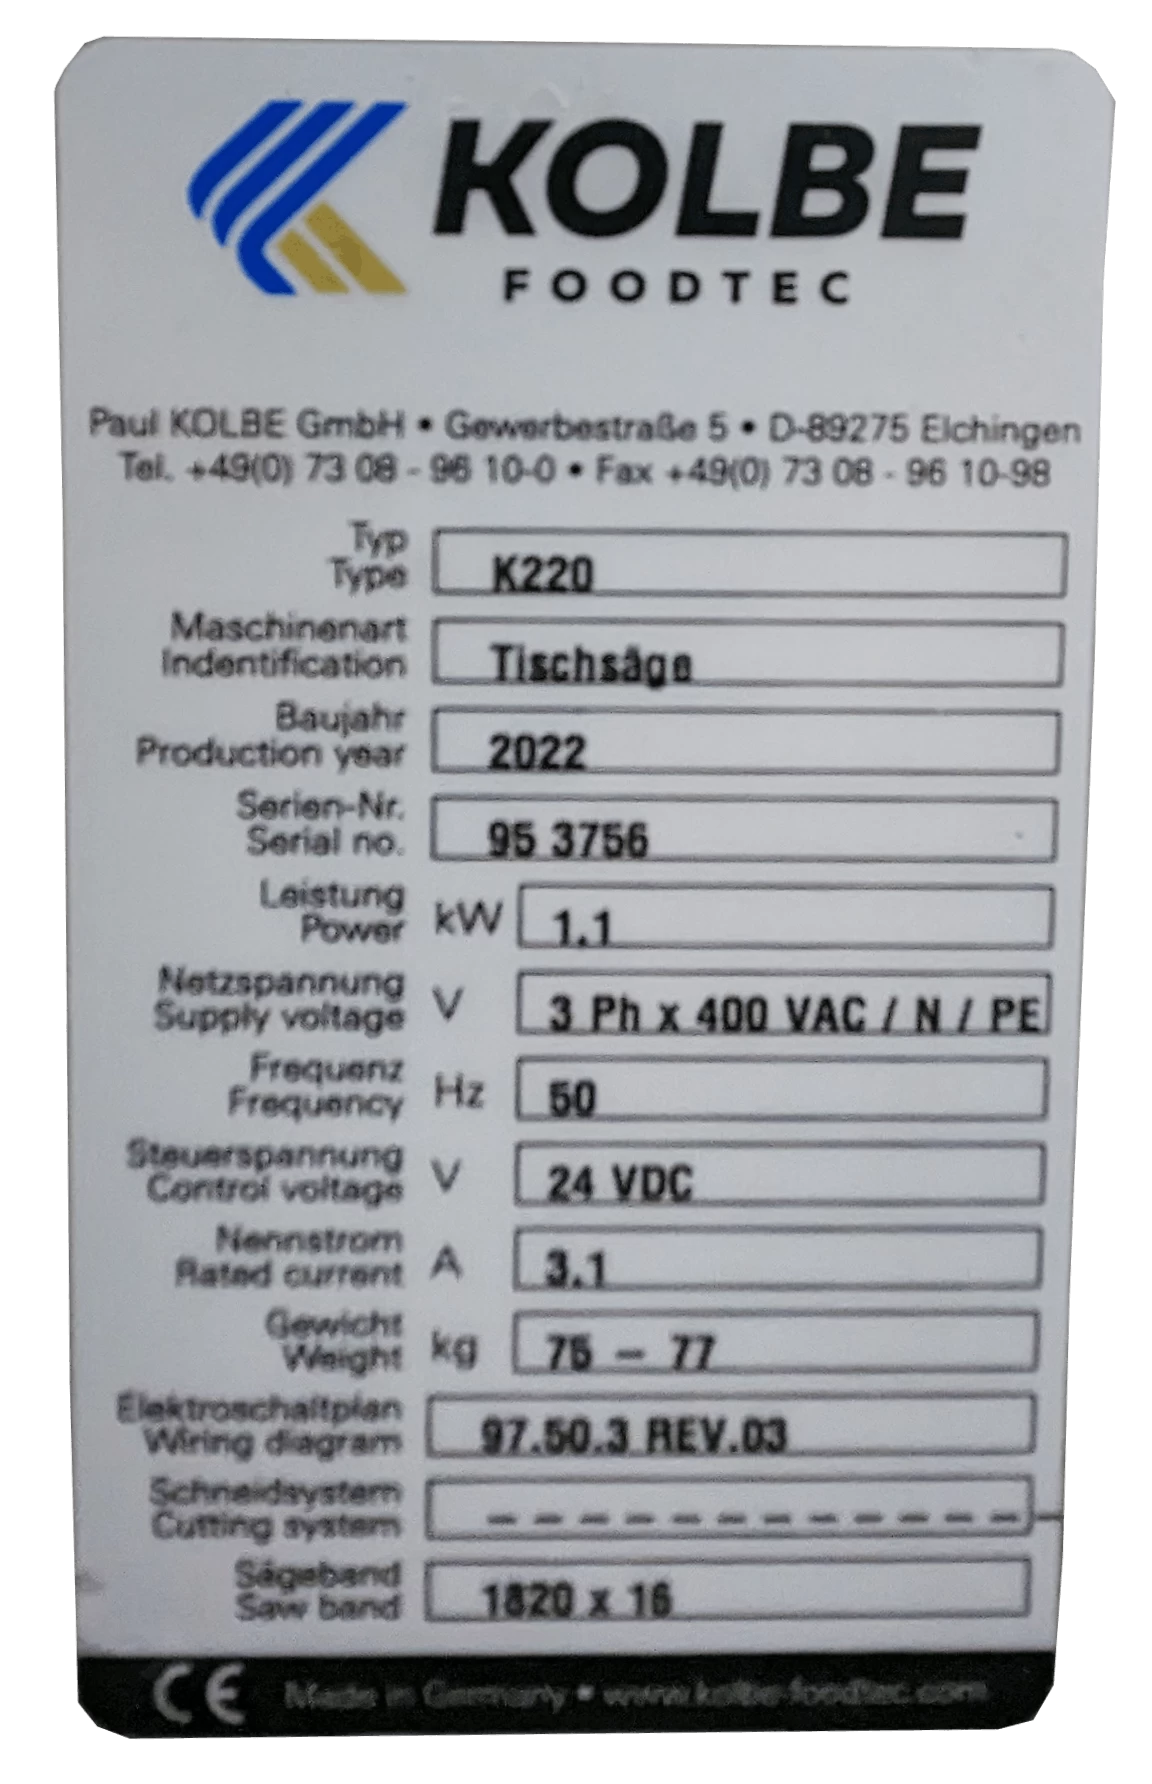 KOLBE
FOODTEC
Paul KOLBE GmbH • Gewerbestraße 5 • D-89275 Elchingen
Tel. +49(0) 73 08 - 96 10-0 • Fax +49(0) 73 08 - 96 10-98
Typ
Type K220
Maschinenart
Indentification Tischsäge
Baujahr
Production year 2022
Serien-Nr.
Serial no. 95 3756
Leistung
Power kW 1.1
Netzspannung
Supply voltage V 3 Ph x 400 VAC / N / PE
Frequenz
Frequency Hz 50
Steuerspannung
Control voltage V 24 VDC
Nennstrom
Rated current A 3.1
Gewicht
Weight kg 75 – 77
Elektroschaltplan
Wiring diagram 97.50.3 REV.03
Schneidsystem
Cutting system – – – – – – – – – – – –
Sägeband
Saw band 1820 x 16
CE Made in Germany • www.kolbe-foodtec.com